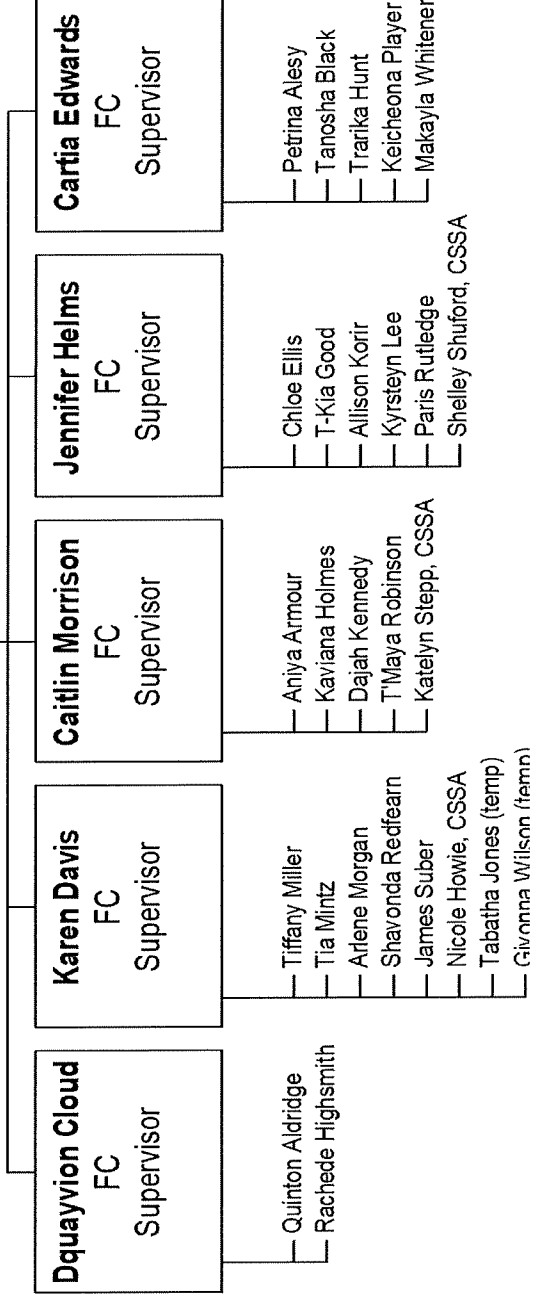 Dquayvion Cloud
FC
Supervisor
Quinton Aldridge
Rachede Highsmith
Karen Davis
FC
Supervisor
Tiffany Miller
Tia Mintz
Arlene Morgan
Shavonda Redfearn
James Suber
Nicole Howie, CSSA
Tabatha Jones (temp)
Givonna Wilson (temp)
Caitlin Morrison
FC
Supervisor
Aniya Armour
Kaviana Holmes
Dajah Kennedy
T'Maya Robinson
Katelyn Stepp, CSSA
Jennifer Helms
FC
Supervisor
Chloe Ellis
T-Kia Good
Allison Korir
Kyrsteyn Lee
Paris Rutledge
Shelley Shuford, CSSA
Cartia Edwards
FC
Supervisor
Petrina Alesy
Tanosha Black
Trarika Hunt
Keicheona Player
Makayla Whitener